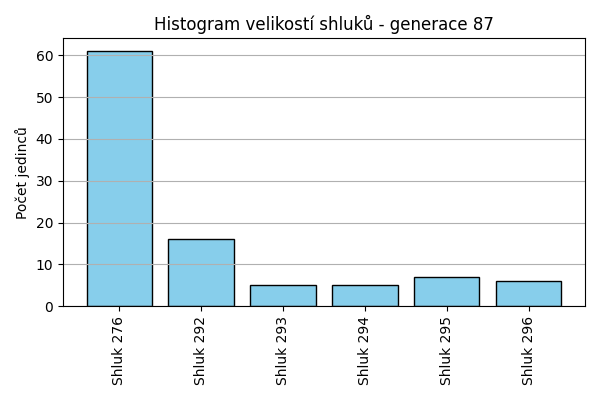 Histogram velikostí shluků - generace 87
Počet jedinců
60
50
40
30
20
10
0
Shluk 276
Shluk 292
Shluk 293
Shluk 294
Shluk 295
Shluk 296